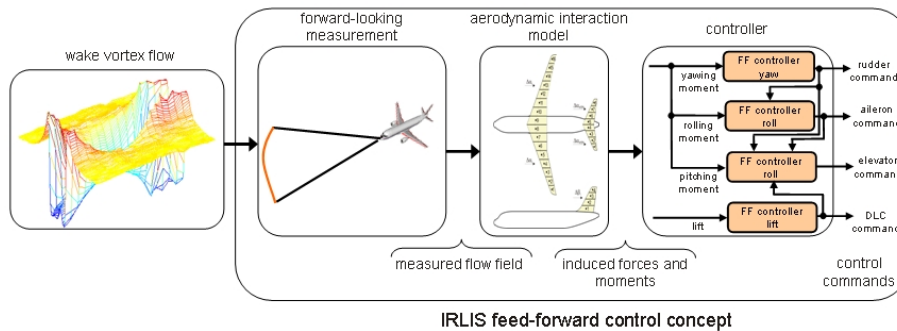 wake vortex flow
forward-looking
measurement
aerodynamic interaction
model
controller
yawing
moment
FF controller
yaw
rudder
command
rolling
moment
FF controller
roll
aileron
command
pitching
moment
FF controller
roll
elevator
command
lift
FF controller
lift
DLC
command
measured flow field
induced forces and
moments
control
commands
IRLIS feed-forward control concept